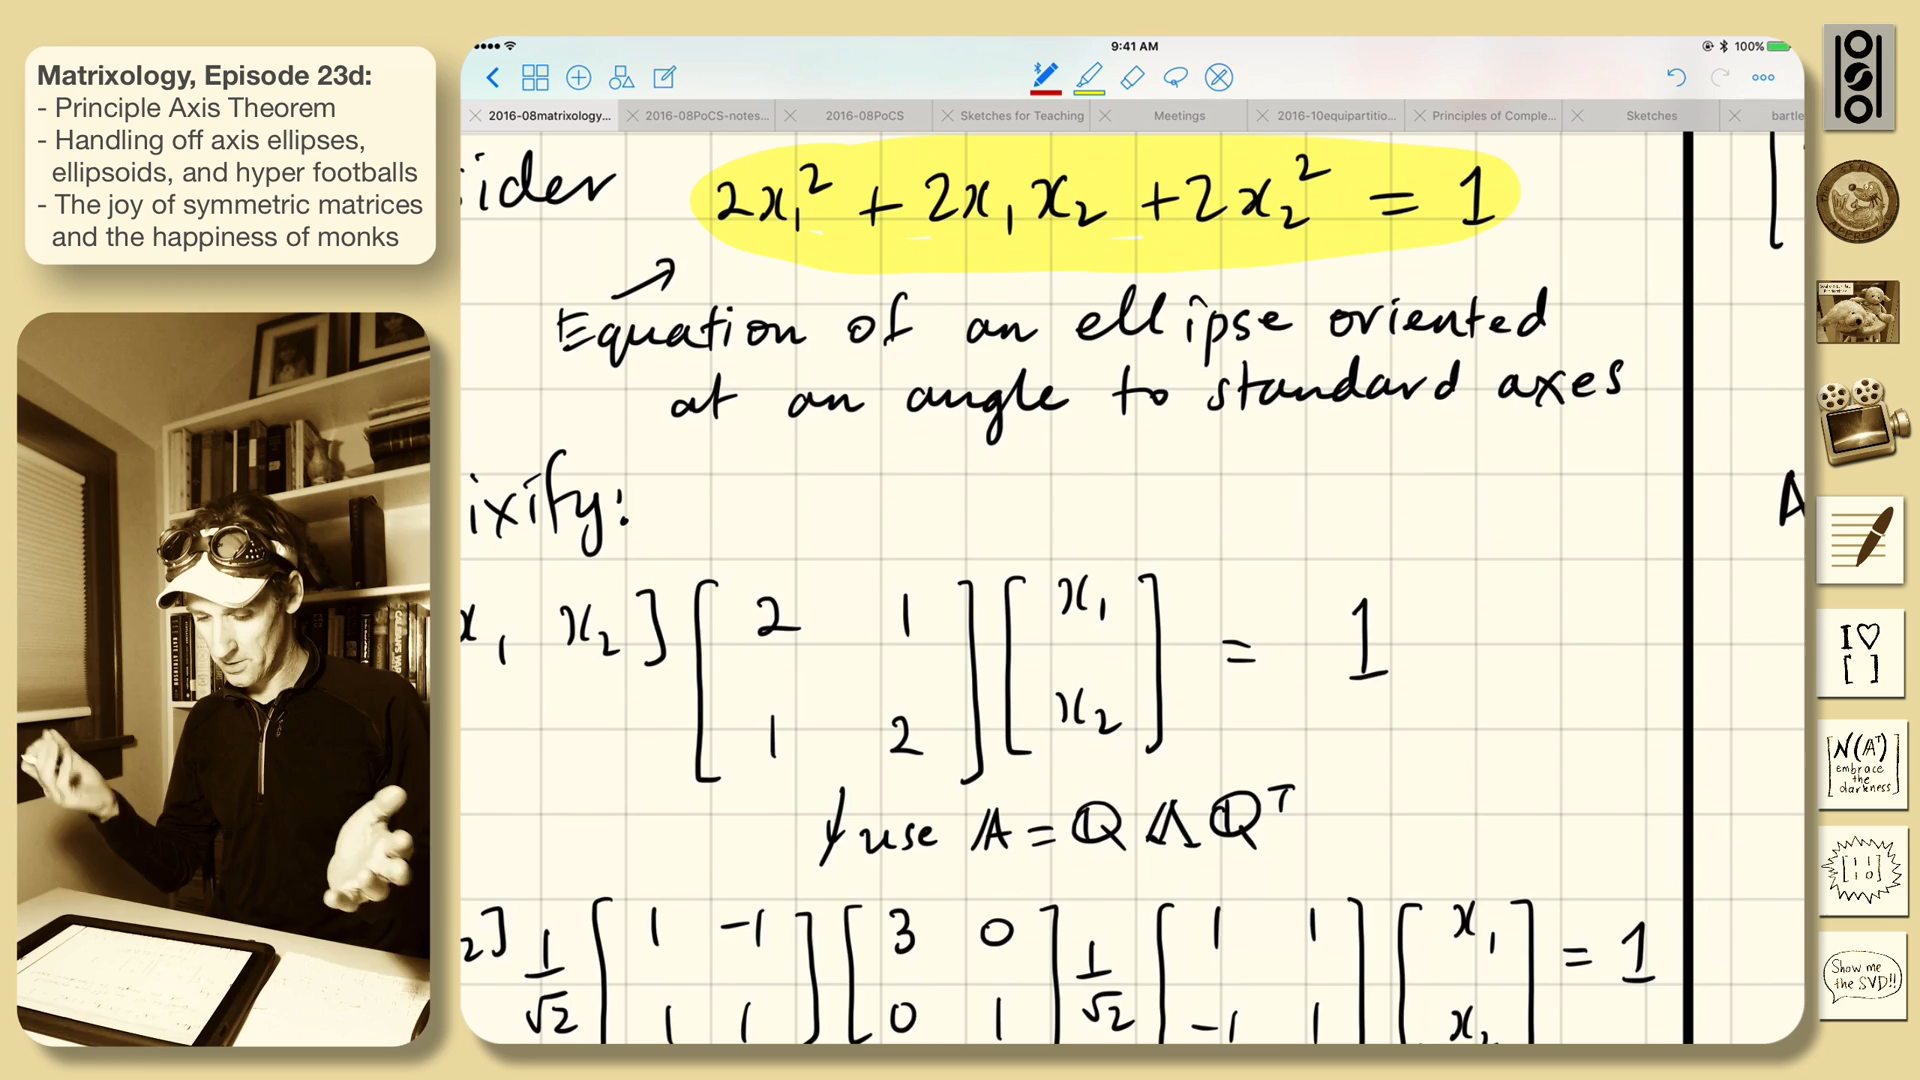 Matrixology, Episode 23d:
- Principle Axis Theorem
- Handling off axis ellipses,
ellipsoids, and hyper footballs
- The joy of symmetric matrices
and the happiness of monks
9:41 AM
100%
2016-08matrixology...
2016-08PoCS-notes...
2016-08PoCS
Sketches for Teaching
Meetings
2016-10equipartitio...
Principles of Comple...
Sketches
bartle
ider 2x₁² + 2x₁x₂ + 2x₂² = 1
Equation of an ellipse oriented
at an angle to standard axes
ixify:
x₁ x₂] [2 1 [x₁ = 1
1 2] x₂]
use A = Q Λ Qᵀ
₂] 1/√2 [1 -1 [3 0 1/√2 [1 1 [x₁ = 1
1 1] 0 1] -1 1] x₂]
A
I ♡
[ ]
N(Aᵀ)
embrace
the
darkness
[1 1
1 0]
Show me
the SVD!!